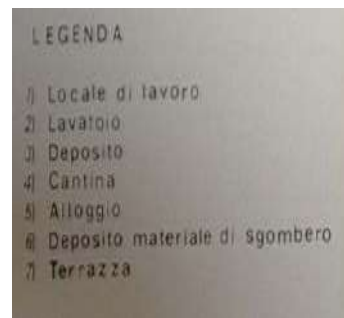 LEGENDA
1) Locale di lavoro
2) Lavatoio
3) Deposito
4) Cantina
5) Alloggio
6) Deposito materiale di sgombero
7) Terrazza